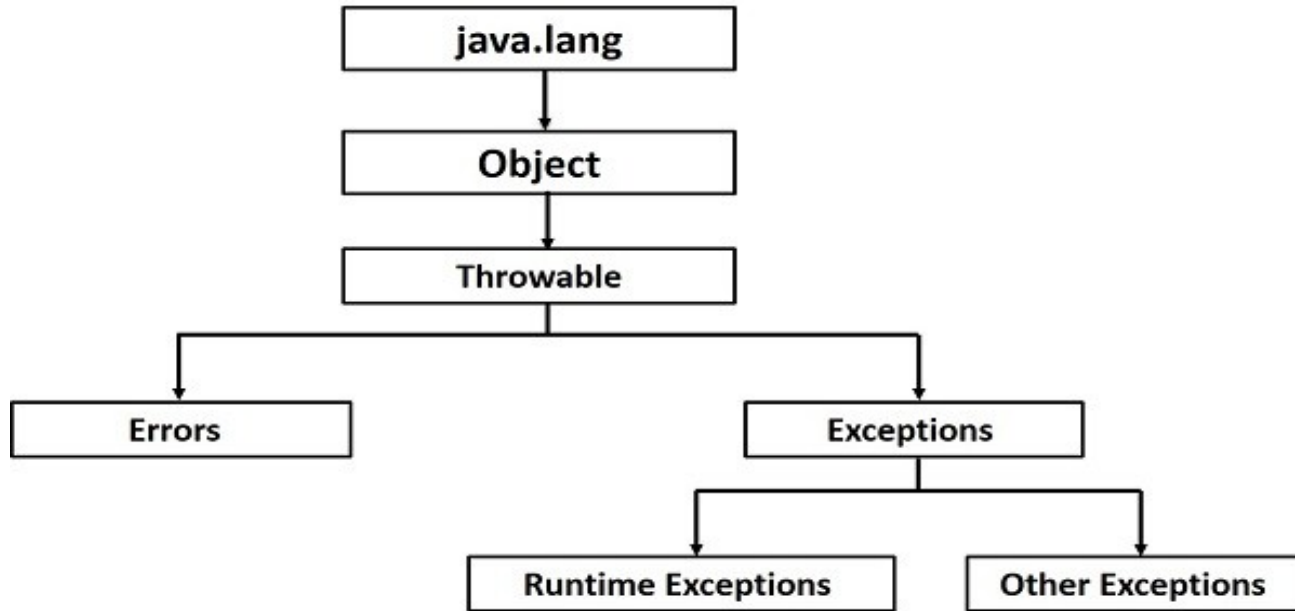 java.lang
Object
Throwable
Errors
Exceptions
Runtime Exceptions
Other Exceptions